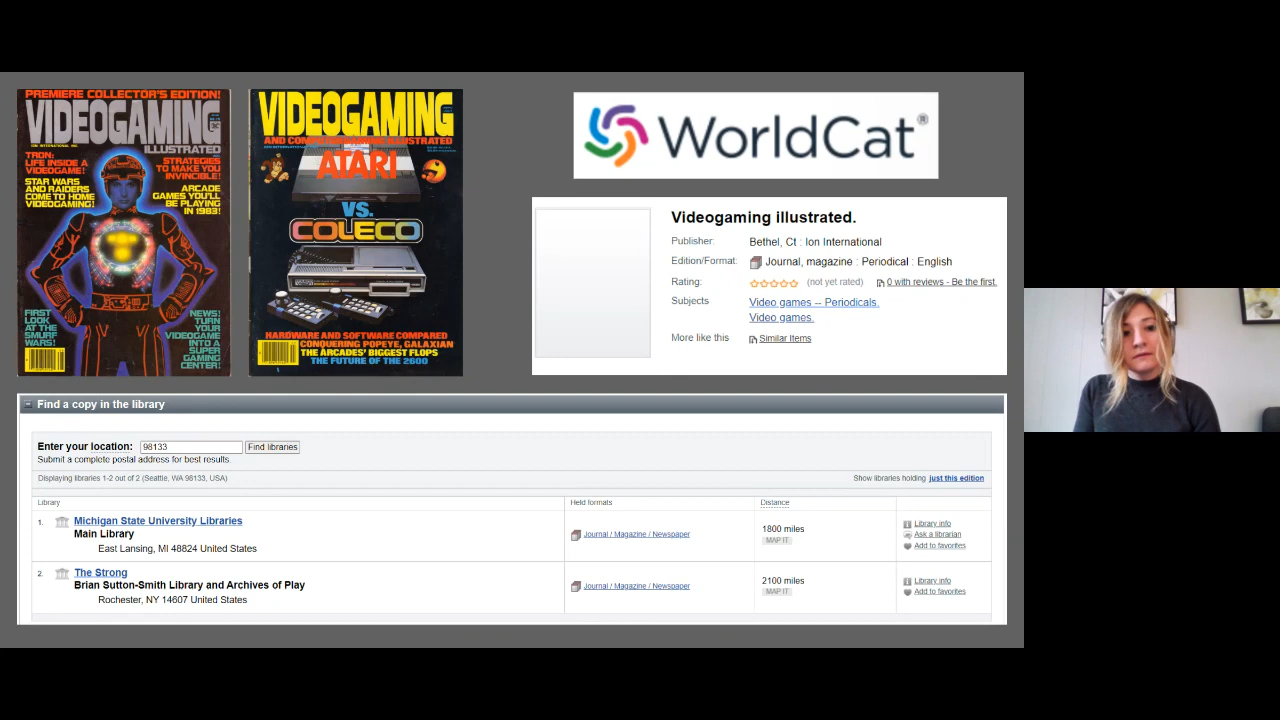 PREMIERE COLLECTOR'S EDITION!
VIDEOGAMING
ION INTERNATIONAL INC.
ILLUSTRATED
TRON:
LIFE INSIDE A
VIDEOGAME!
STAR WARS
AND RAIDERS
COME TO HOME
VIDEOGAMING!
STRATEGIES
TO MAKE YOU
INVINCIBLE!
ARCADE
GAMES YOU'LL
BE PLAYING
IN 1983!
FIRST
LOOK
AT THE
SMURF
WARS!
NEWS!
TURN
YOUR
VIDEOGAME
INTO A
SUPER
GAMING
CENTER!
VIDEOGAMING
ILLUSTRATED
ATARI
VS.
COLECO
HARDWARE AND SOFTWARE COMPARED
CONQUERING POPEYE, GALAXIAN
THE ARCADES' BIGGEST FLOPS
THE FUTURE OF THE 2600
WorldCat®
Videogaming illustrated.
Publisher: Bethel, Ct : Ion International
Edition/Format: Journal, magazine : Periodical : English
Rating: (not yet rated) 0 with reviews - Be the first.
Subjects Video games -- Periodicals.
Video games.
More like this Similar Items
Find a copy in the library
Enter your location: 98133 Find libraries
Submit a complete postal address for best results.
Displaying libraries 1-2 out of 2 (Seattle, WA 98133, USA) Show libraries holding just this edition
Library Held formats Distance
1. Michigan State University Libraries
Main Library
East Lansing, MI 48824 United States
Journal / Magazine / Newspaper
1800 miles
MAP IT
Library info
Ask a librarian
Add to favorites
2. The Strong
Brian Sutton-Smith Library and Archives of Play
Rochester, NY 14607 United States
Journal / Magazine / Newspaper
2100 miles
MAP IT
Library info
Add to favorites